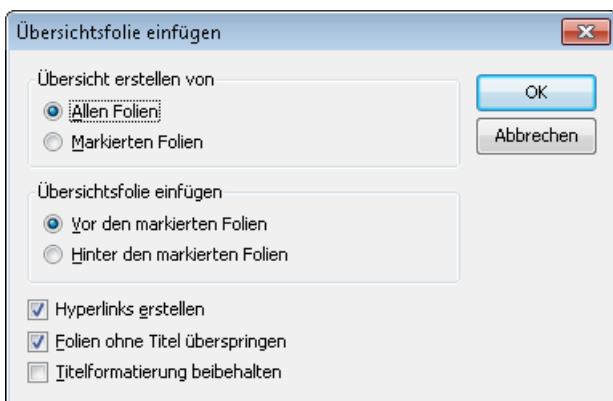 Übersichtsfolie einfügen
Übersicht erstellen von
Allen Folien
Markierten Folien
OK
Abbrechen
Übersichtsfolie einfügen
Vor den markierten Folien
Hinter den markierten Folien
Hyperlinks erstellen
Folien ohne Titel überspringen
Titelformatierung beibehalten